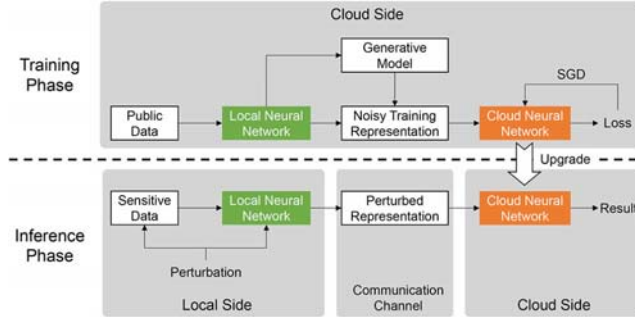 Cloud Side
Training
Phase
Generative
Model
SGD
Public
Data
Local Neural
Network
Noisy Training
Representation
Cloud Neural
Network
Loss
Upgrade
Inference
Phase
Sensitive
Data
Local Neural
Network
Perturbed
Representation
Cloud Neural
Network
Result
Perturbation
Local Side
Communication
Channel
Cloud Side